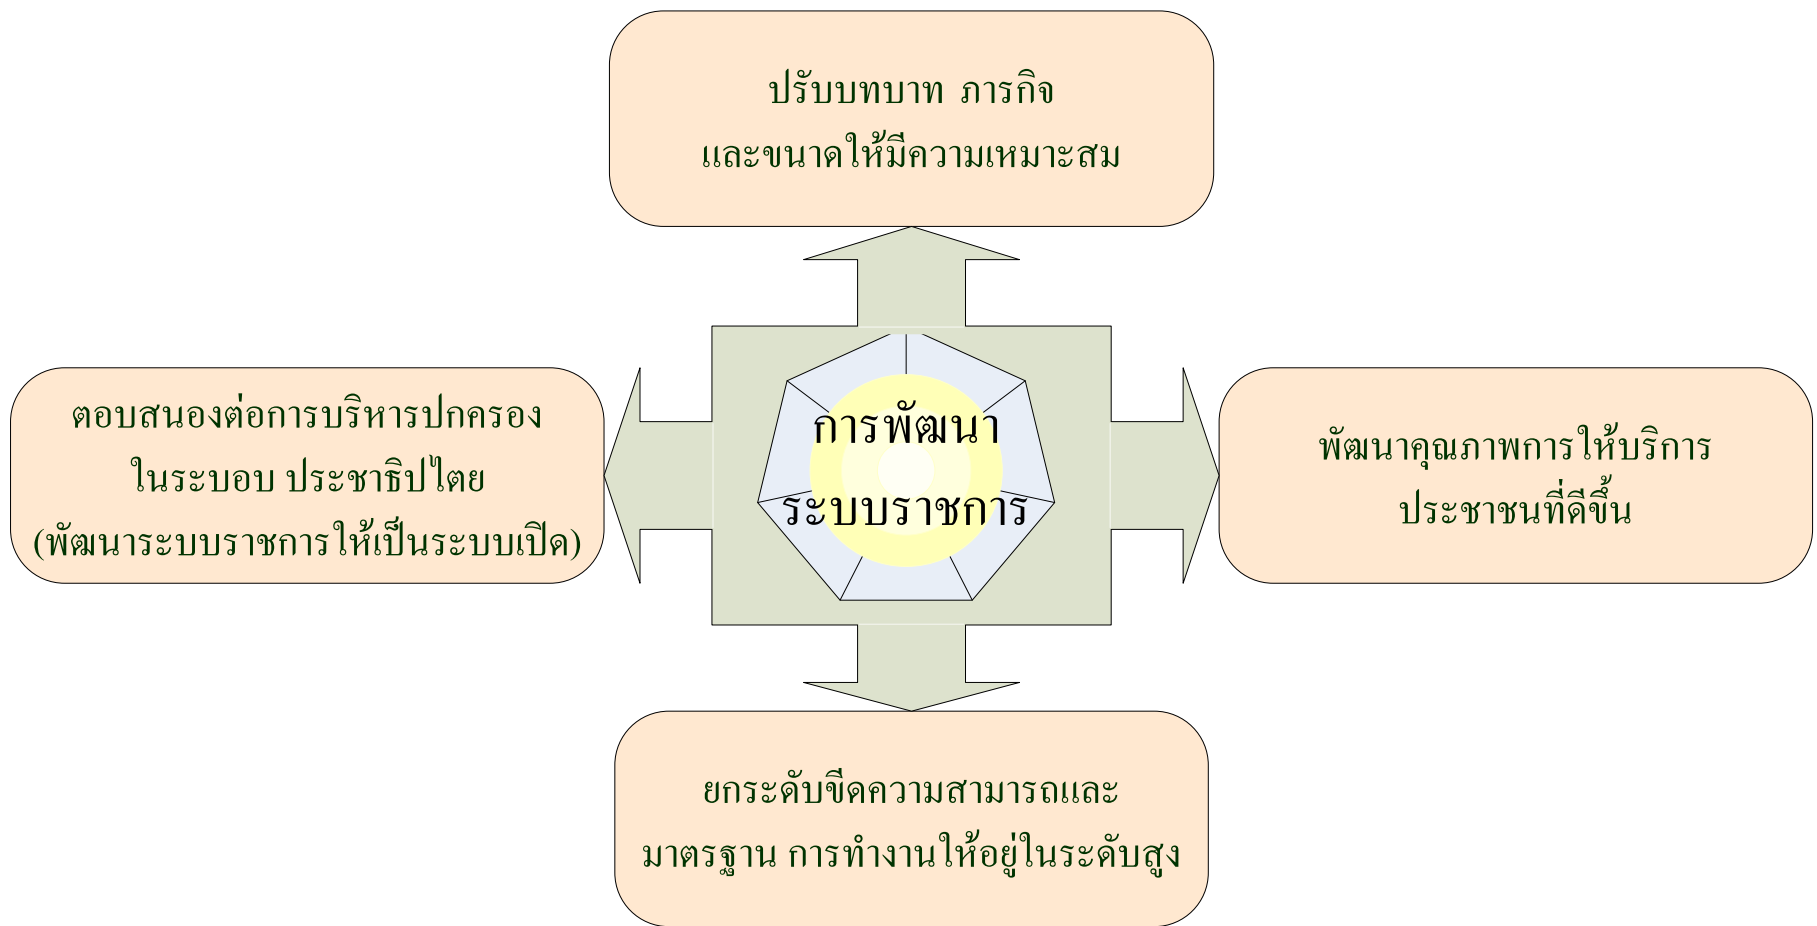 ปรับบทบาท ภารกิจ
และขนาดให้มีความเหมาะสม
ตอบสนองต่อการบริหารปกครอง
ในระบอบ ประชาธิปไตย
(พัฒนาระบบราชการให้เป็นระบบเปิด)
การพัฒนา
ระบบราชการ
พัฒนาคุณภาพการให้บริการ
ประชาชนที่ดีขึ้น
ยกระดับขีดความสามารถและ
มาตรฐาน การทำงานให้อยู่ในระดับสูง